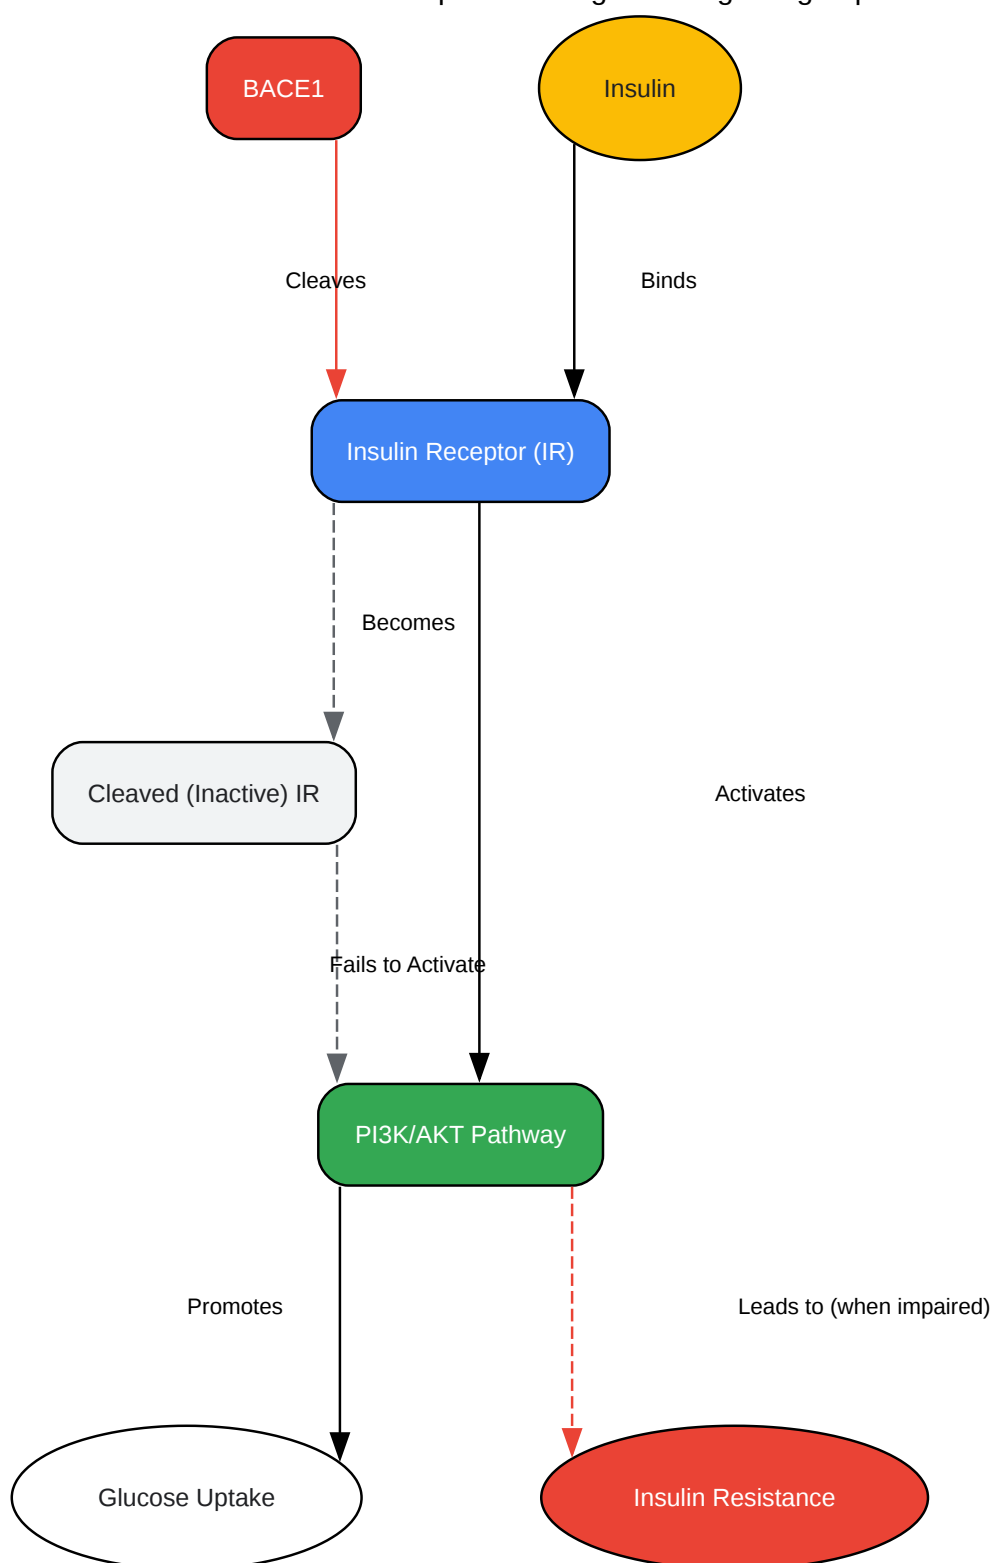 BACE1
Insulin
Cleaves
Binds
Insulin Receptor (IR)
Becomes
Cleaved (Inactive) IR
Activates
Fails to Activate
PI3K/AKT Pathway
Promotes
Leads to (when impaired)
Glucose Uptake
Insulin Resistance